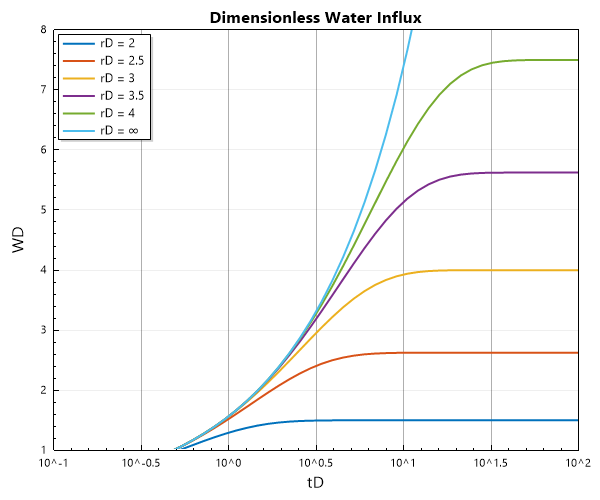 Dimensionless Water Influx
rD = 2
rD = 2.5
rD = 3
rD = 3.5
rD = 4
rD = ∞
WD
8
7
6
5
4
3
2
1
10^-1 10^-0.5 10^0 10^0.5 10^1 10^1.5 10^2
tD